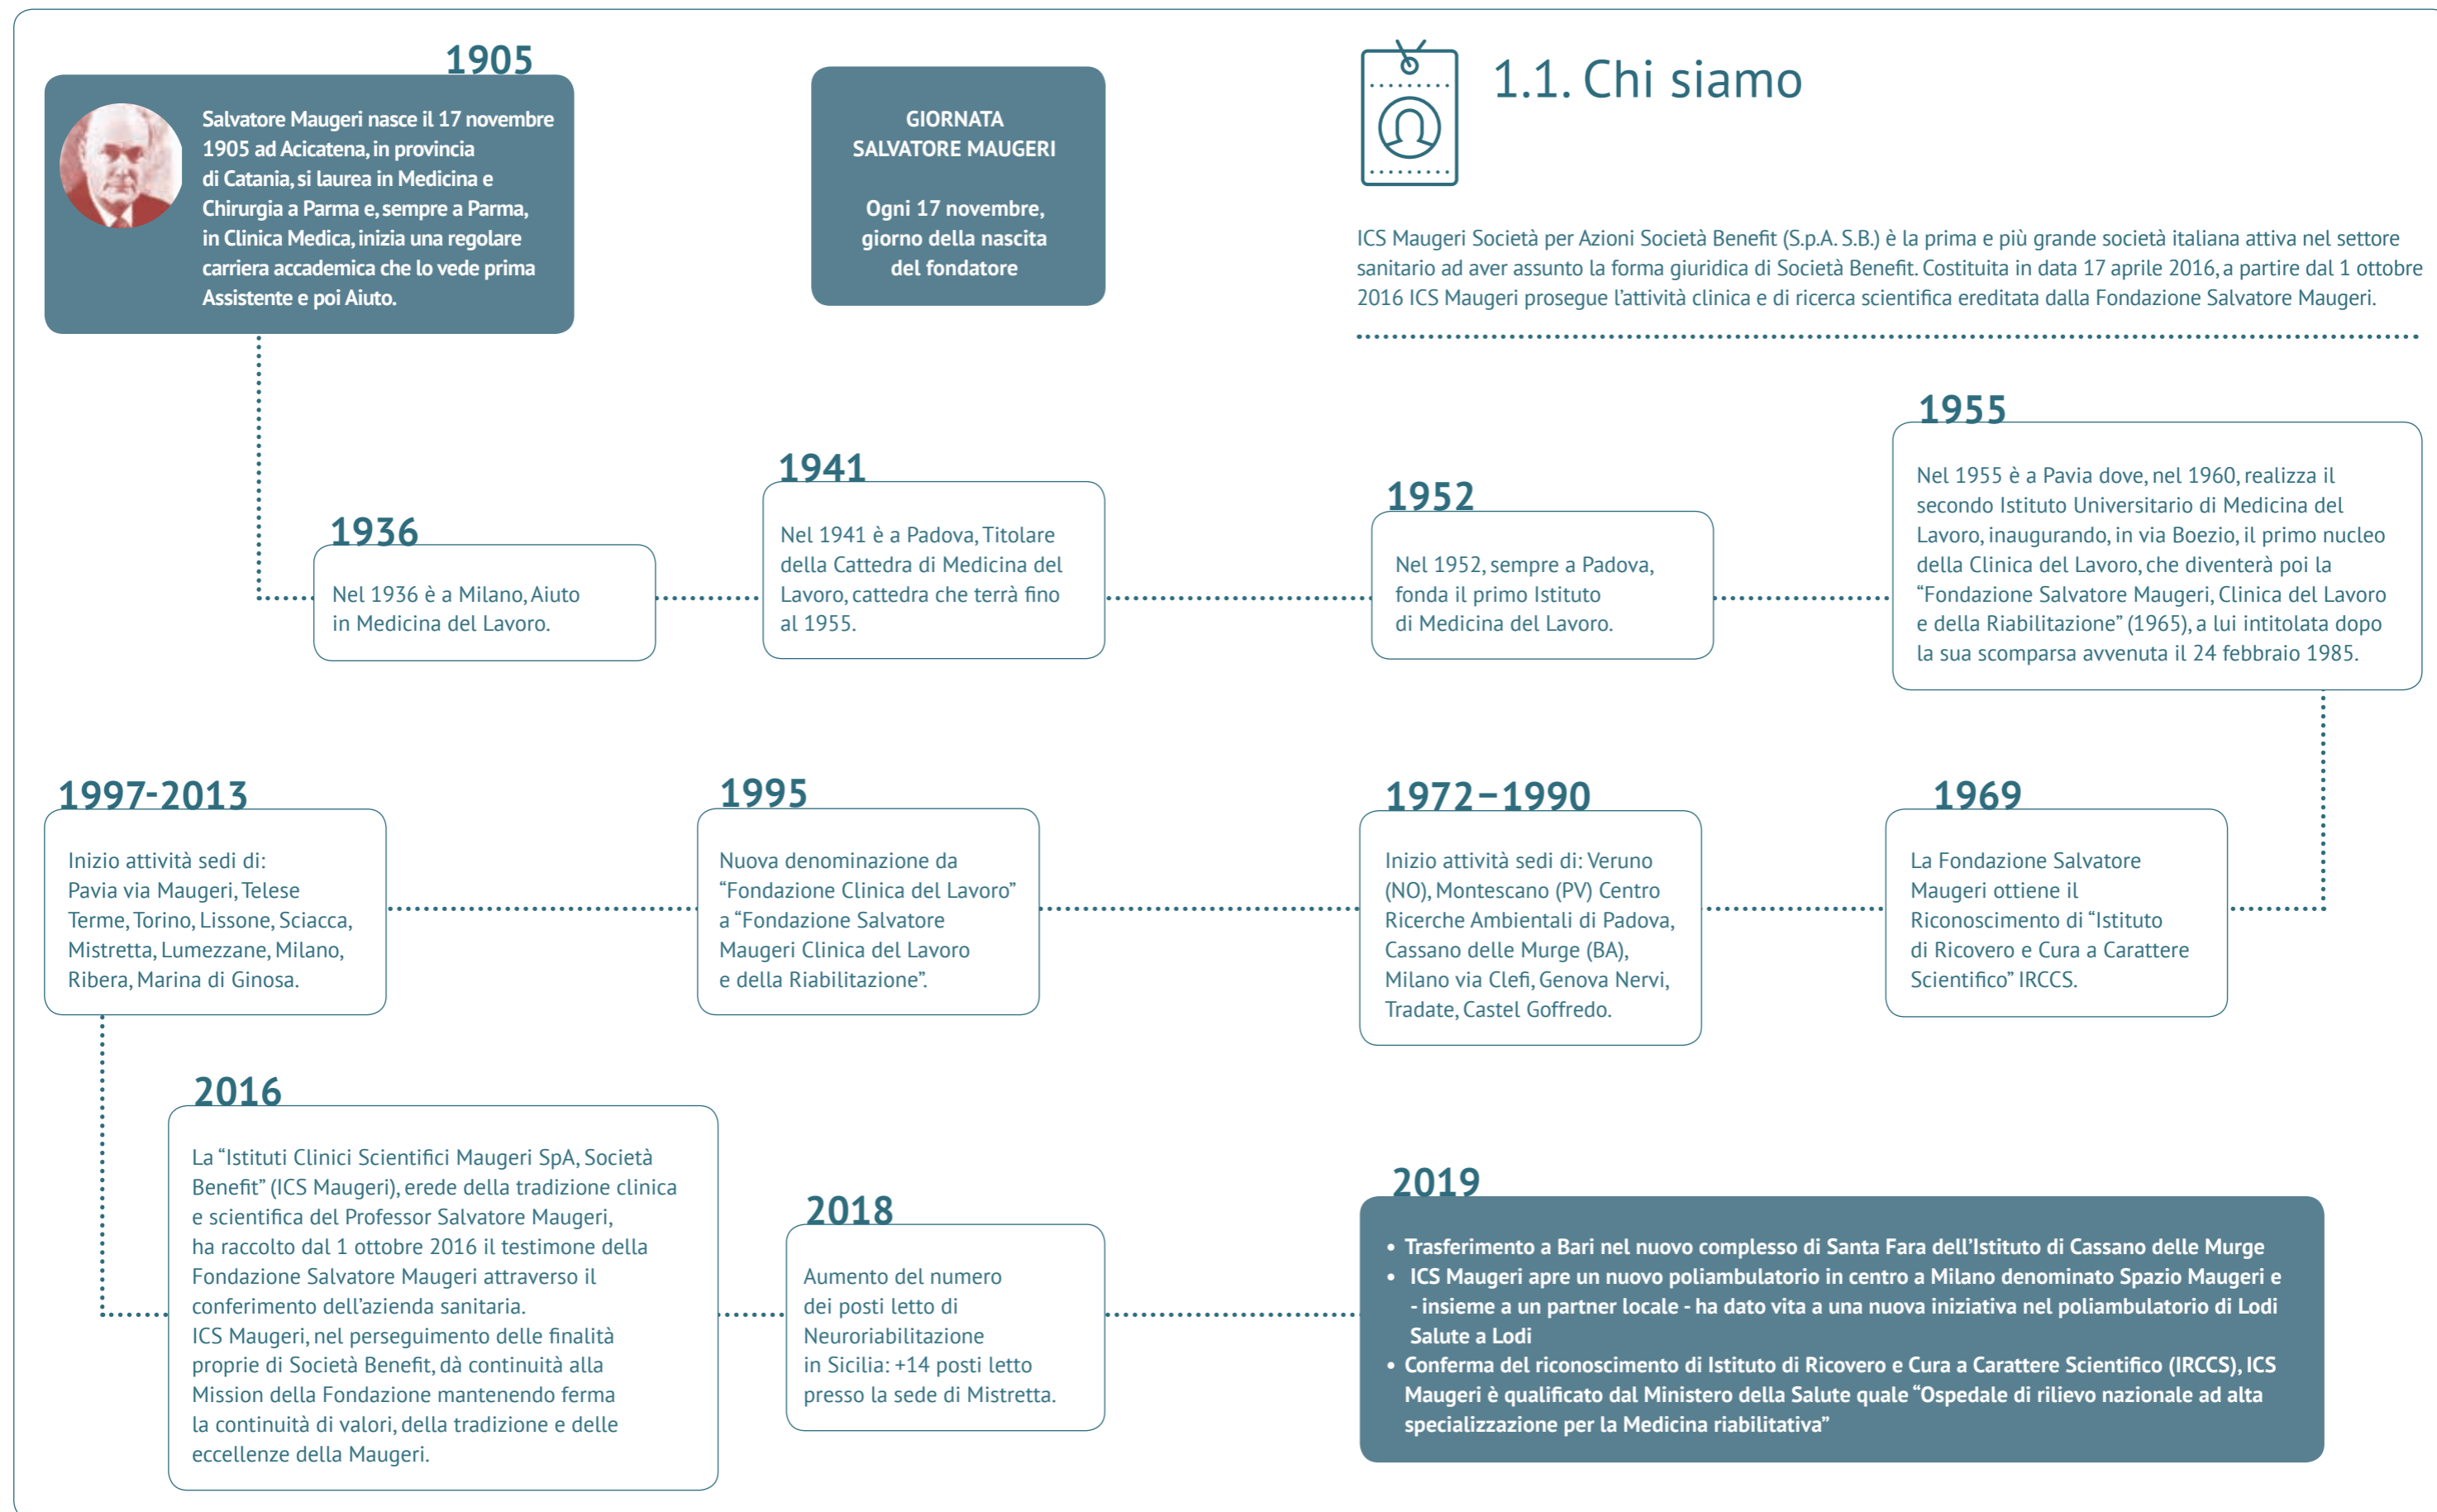 1905
Salvatore Maugeri nasce il 17 novembre
1905 ad Acicatena, in provincia
di Catania, si laurea in Medicina e
Chirurgia a Parma e, sempre a Parma,
in Clinica Medica, inizia una regolare
carriera accademica che lo vede prima
Assistente e poi Aiuto.
GIORNATA
SALVATORE MAUGERI
Ogni 17 novembre,
giorno della nascita
del fondatore
1.1. Chi siamo
ICS Maugeri Società per Azioni Società Benefit (S.p.A. S.B.) è la prima e più grande società italiana attiva nel settore
sanitario ad aver assunto la forma giuridica di Società Benefit. Costituita in data 17 aprile 2016, a partire dal 1 ottobre
2016 ICS Maugeri prosegue l’attività clinica e di ricerca scientifica ereditata dalla Fondazione Salvatore Maugeri.
1936
Nel 1936 è a Milano, Aiuto
in Medicina del Lavoro.
1941
Nel 1941 è a Padova, Titolare
della Cattedra di Medicina del
Lavoro, cattedra che terrà fino
al 1955.
1952
Nel 1952, sempre a Padova,
fonda il primo Istituto
di Medicina del Lavoro.
1955
Nel 1955 è a Pavia dove, nel 1960, realizza il
secondo Istituto Universitario di Medicina del
Lavoro, inaugurando, in via Boezio, il primo nucleo
della Clinica del Lavoro, che diventerà poi la
“Fondazione Salvatore Maugeri, Clinica del Lavoro
e della Riabilitazione” (1965), a lui intitolata dopo
la sua scomparsa avvenuta il 24 febbraio 1985.
1969
La Fondazione Salvatore
Maugeri ottiene il
Riconoscimento di “Istituto
di Ricovero e Cura a Carattere
Scientifico” IRCCS.
1972–1990
Inizio attività sedi di: Veruno
(NO), Montescano (PV) Centro
Ricerche Ambientali di Padova,
Cassano delle Murge (BA),
Milano via Clefi, Genova Nervi,
Tradate, Castel Goffredo.
1995
Nuova denominazione da
“Fondazione Clinica del Lavoro”
a “Fondazione Salvatore
Maugeri Clinica del Lavoro
e della Riabilitazione”.
1997-2013
Inizio attività sedi di:
Pavia via Maugeri, Telese
Terme, Torino, Lissone, Sciacca,
Mistretta, Lumezzane, Milano,
Ribera, Marina di Ginosa.
2016
La “Istituti Clinici Scientifici Maugeri SpA, Società
Benefit” (ICS Maugeri), erede della tradizione clinica
e scientifica del Professor Salvatore Maugeri,
ha raccolto dal 1 ottobre 2016 il testimone della
Fondazione Salvatore Maugeri attraverso il
conferimento dell’azienda sanitaria.
ICS Maugeri, nel perseguimento delle finalità
proprie di Società Benefit, dà continuità alla
Mission della Fondazione mantenendo ferma
la continuità di valori, della tradizione e delle
eccellenze della Maugeri.
2018
Aumento del numero
dei posti letto di
Neuroriabilitazione
in Sicilia: +14 posti letto
presso la sede di Mistretta.
2019
• Trasferimento a Bari nel nuovo complesso di Santa Fara dell’Istituto di Cassano delle Murge
• ICS Maugeri apre un nuovo poliambulatorio in centro a Milano denominato Spazio Maugeri e
- insieme a un partner locale - ha dato vita a una nuova iniziativa nel poliambulatorio di Lodi
Salute a Lodi
• Conferma del riconoscimento di Istituto di Ricovero e Cura a Carattere Scientifico (IRCCS), ICS
Maugeri è qualificato dal Ministero della Salute quale “Ospedale di rilievo nazionale ad alta
specializzazione per la Medicina riabilitativa”